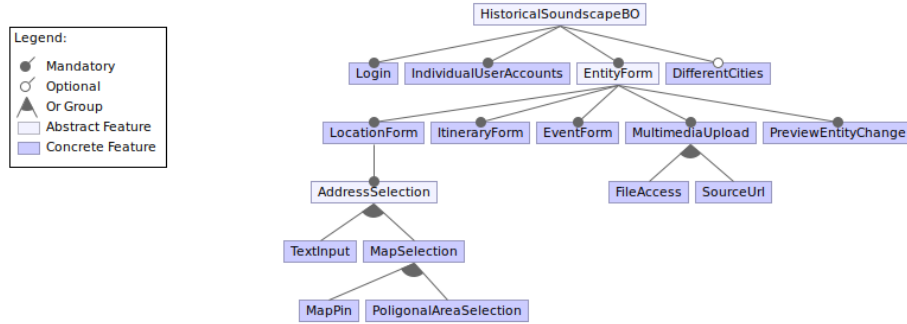 HistoricalSoundscapeBO
Legend:
Mandatory
Optional
Or Group
Abstract Feature
Concrete Feature
Login
IndividualUserAccounts
EntityForm
DifferentCities
LocationForm
ItineraryForm
EventForm
MultimediaUpload
PreviewEntityChange
AddressSelection
FileAccess
SourceUrl
TextInput
MapSelection
MapPin
PoligonalAreaSelection